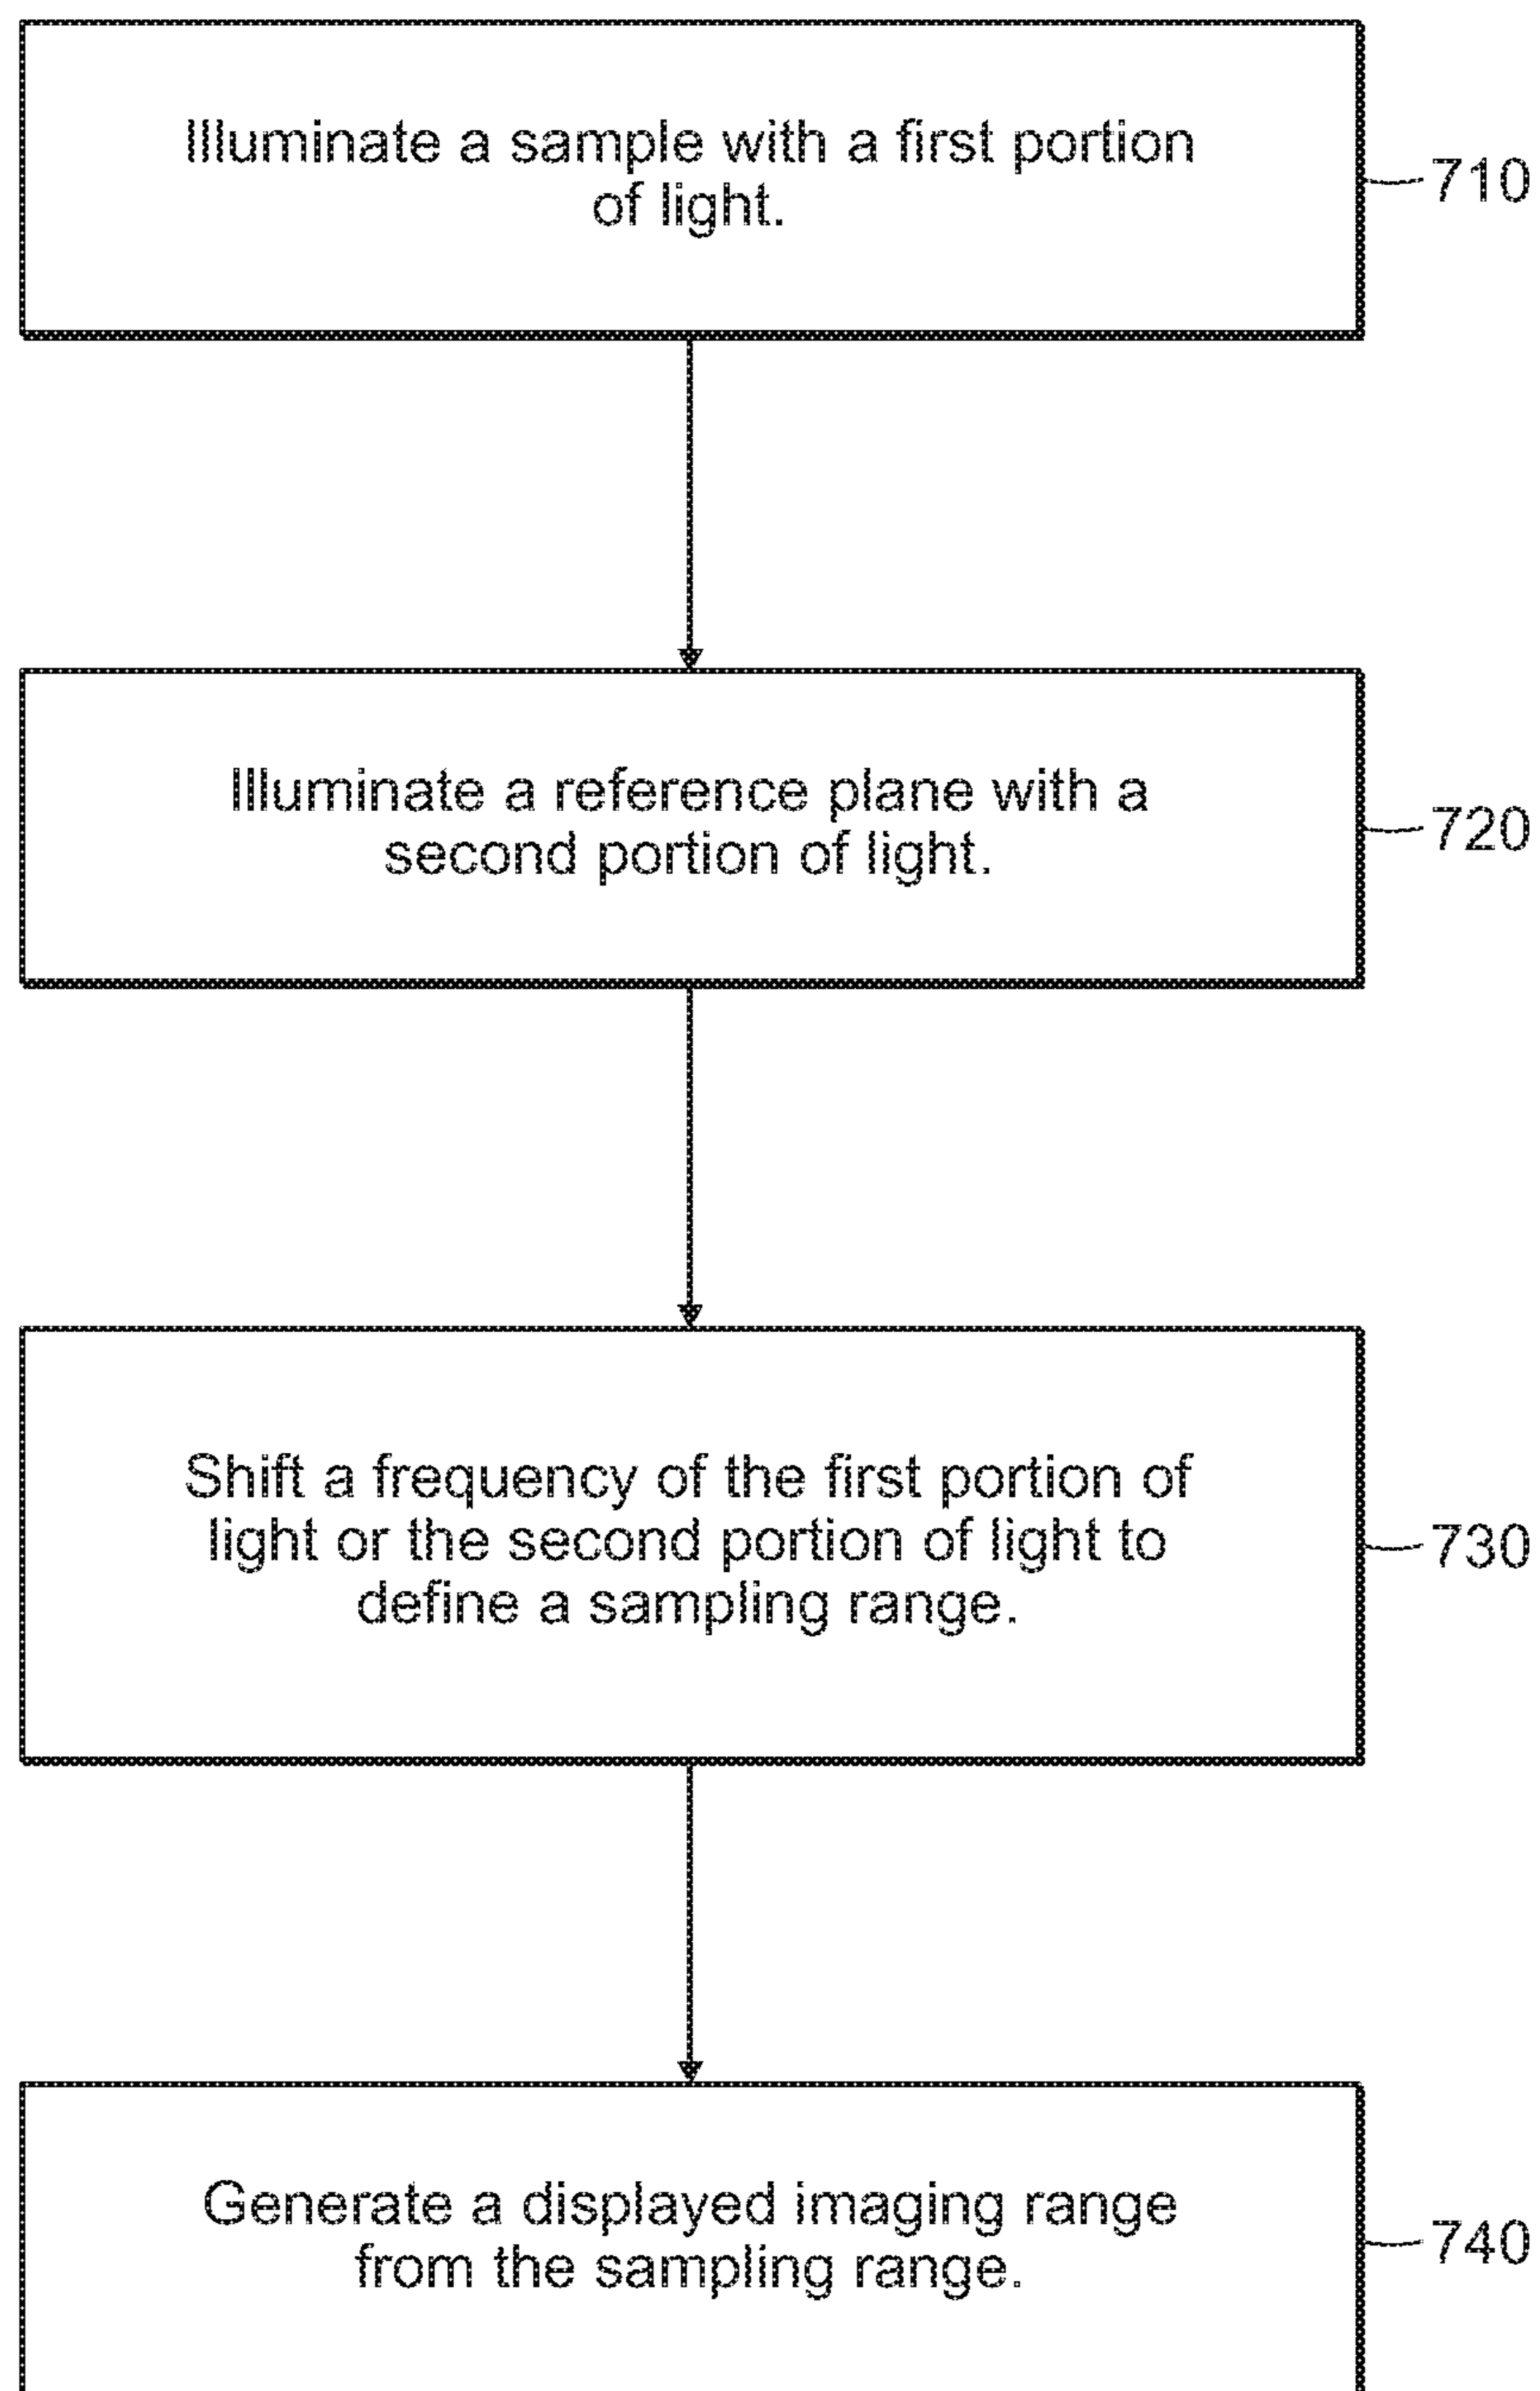 Illuminate a sample with a first portion
of light.
710
Illuminate a reference plane with a
second portion of light.
720
Shift a frequency of the first portion of
light or the second portion of light to
define a sampling range.
730
Generate a displayed imaging range
from the sampling range.
740